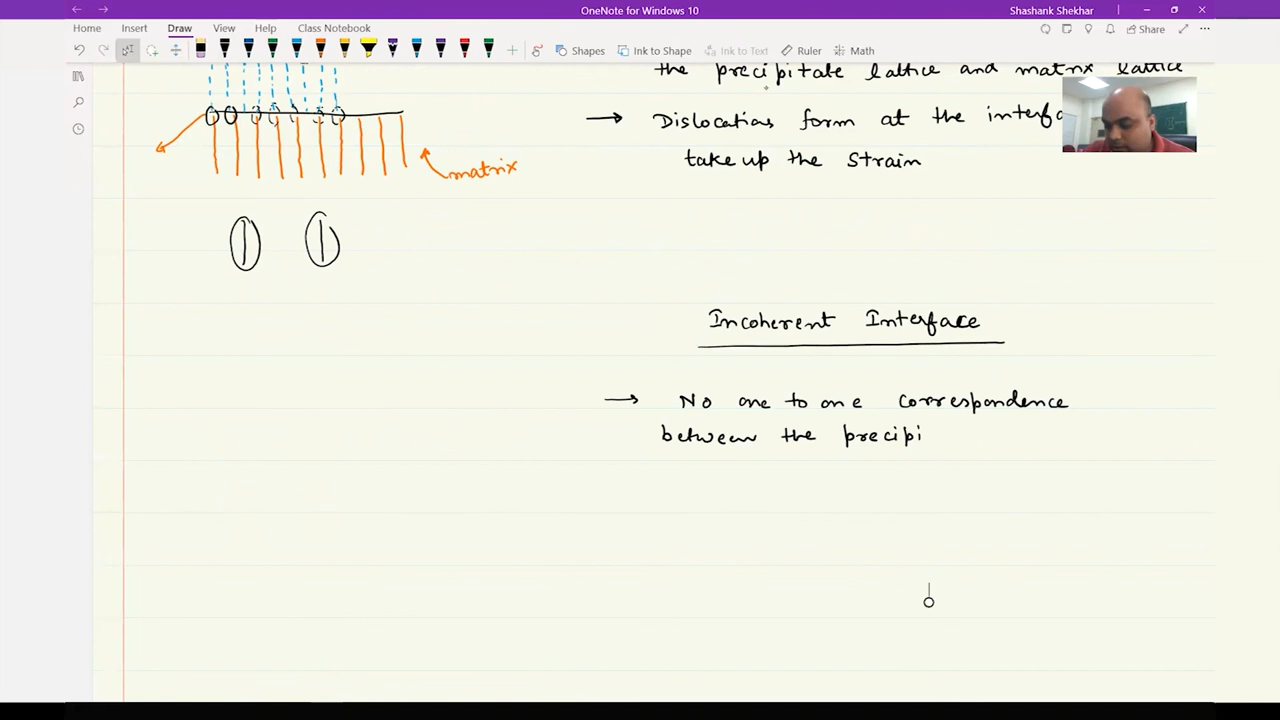 OneNote for Windows 10
Shashank Shekhar
Home Insert Draw View Help Class Notebook
Share
Shapes Ink to Shape Ink to Text Ruler Math
the precipitate lattice and matrix lattice
→ Dislocations form at the interfa
take up the strain
matrix
Incoherent Interface
→ No one to one correspondence
between the precipi